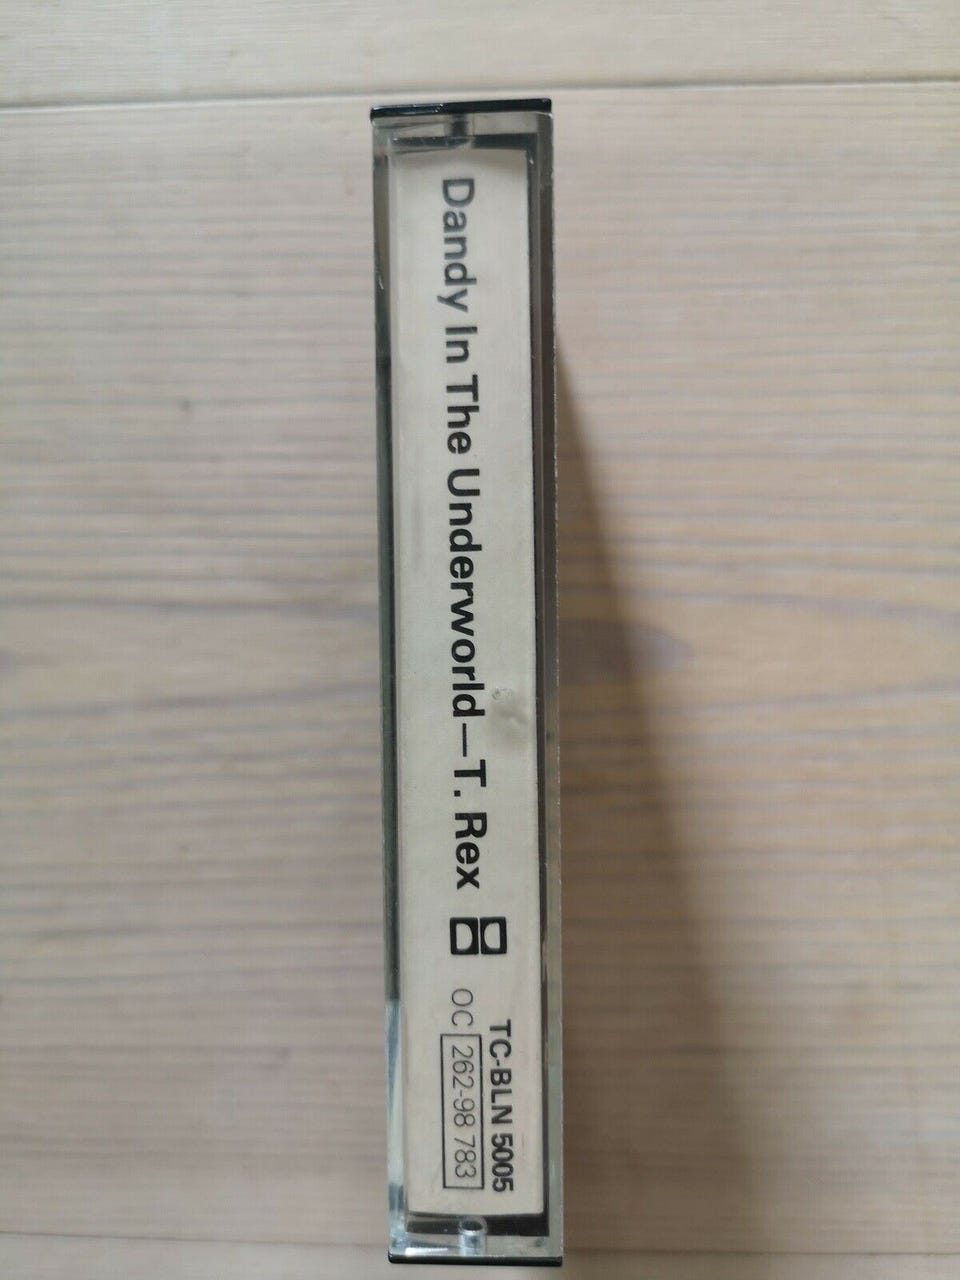 Dandy In The Underworld—T. Rex
TC-BLN 5005
OC 262-98 783